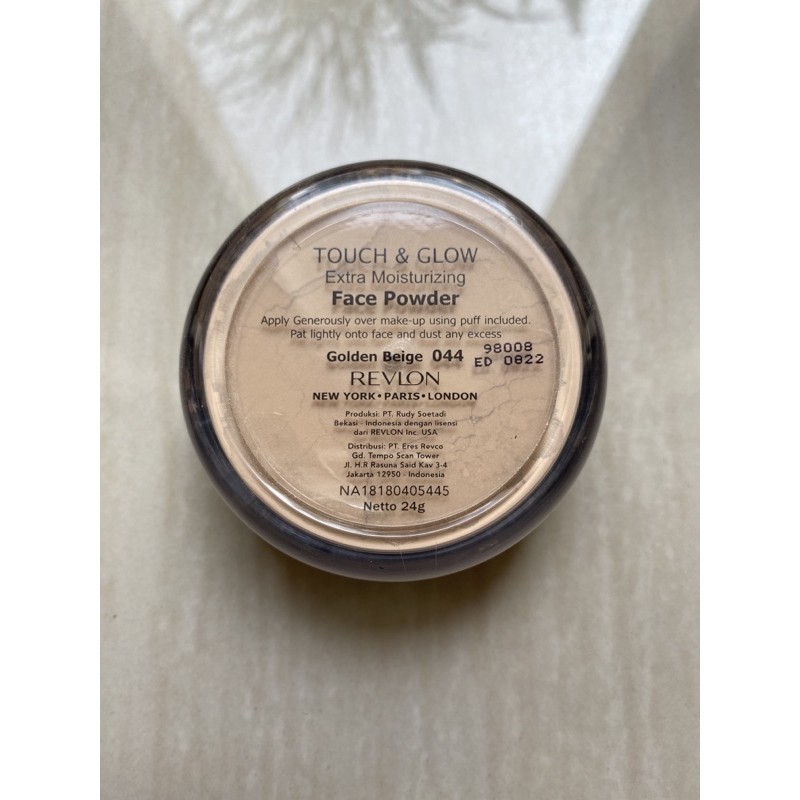 TOUCH & GLOW
Extra Moisturizing
Face Powder
Apply Generously over make-up using puff included.
Pat lightly onto face and dust any excess
Golden Beige 044
98008
ED 0822
REVLON
NEW YORK•PARIS•LONDON
Produksi: PT. Rudy Soetadi
Bekasi - Indonesia dengan lisensi
dari REVLON Inc. USA
Distribusi: PT. Eres Revco
Gd. Tempo Scan Tower
Jl. H.R Rasuna Said Kav 3-4
Jakarta 12950 - Indonesia
NA18180405445
Netto 24g